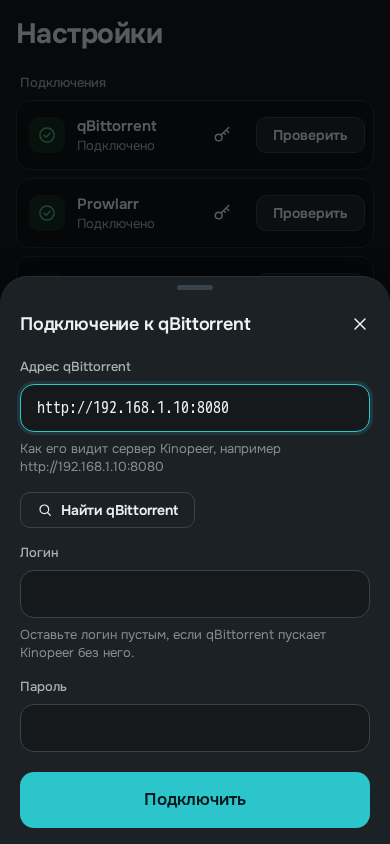 Настройки
Подключения
qBittorrent
Подключено
Проверить
Prowlarr
Подключено
Проверить
Подключение к qBittorrent
Адрес qBittorrent
http://192.168.1.10:8080
Как его видит сервер Kinopeer, например
http://192.168.1.10:8080
Найти qBittorrent
Логин
Оставьте логин пустым, если qBittorrent пускает
Kinopeer без него.
Пароль
Подключить